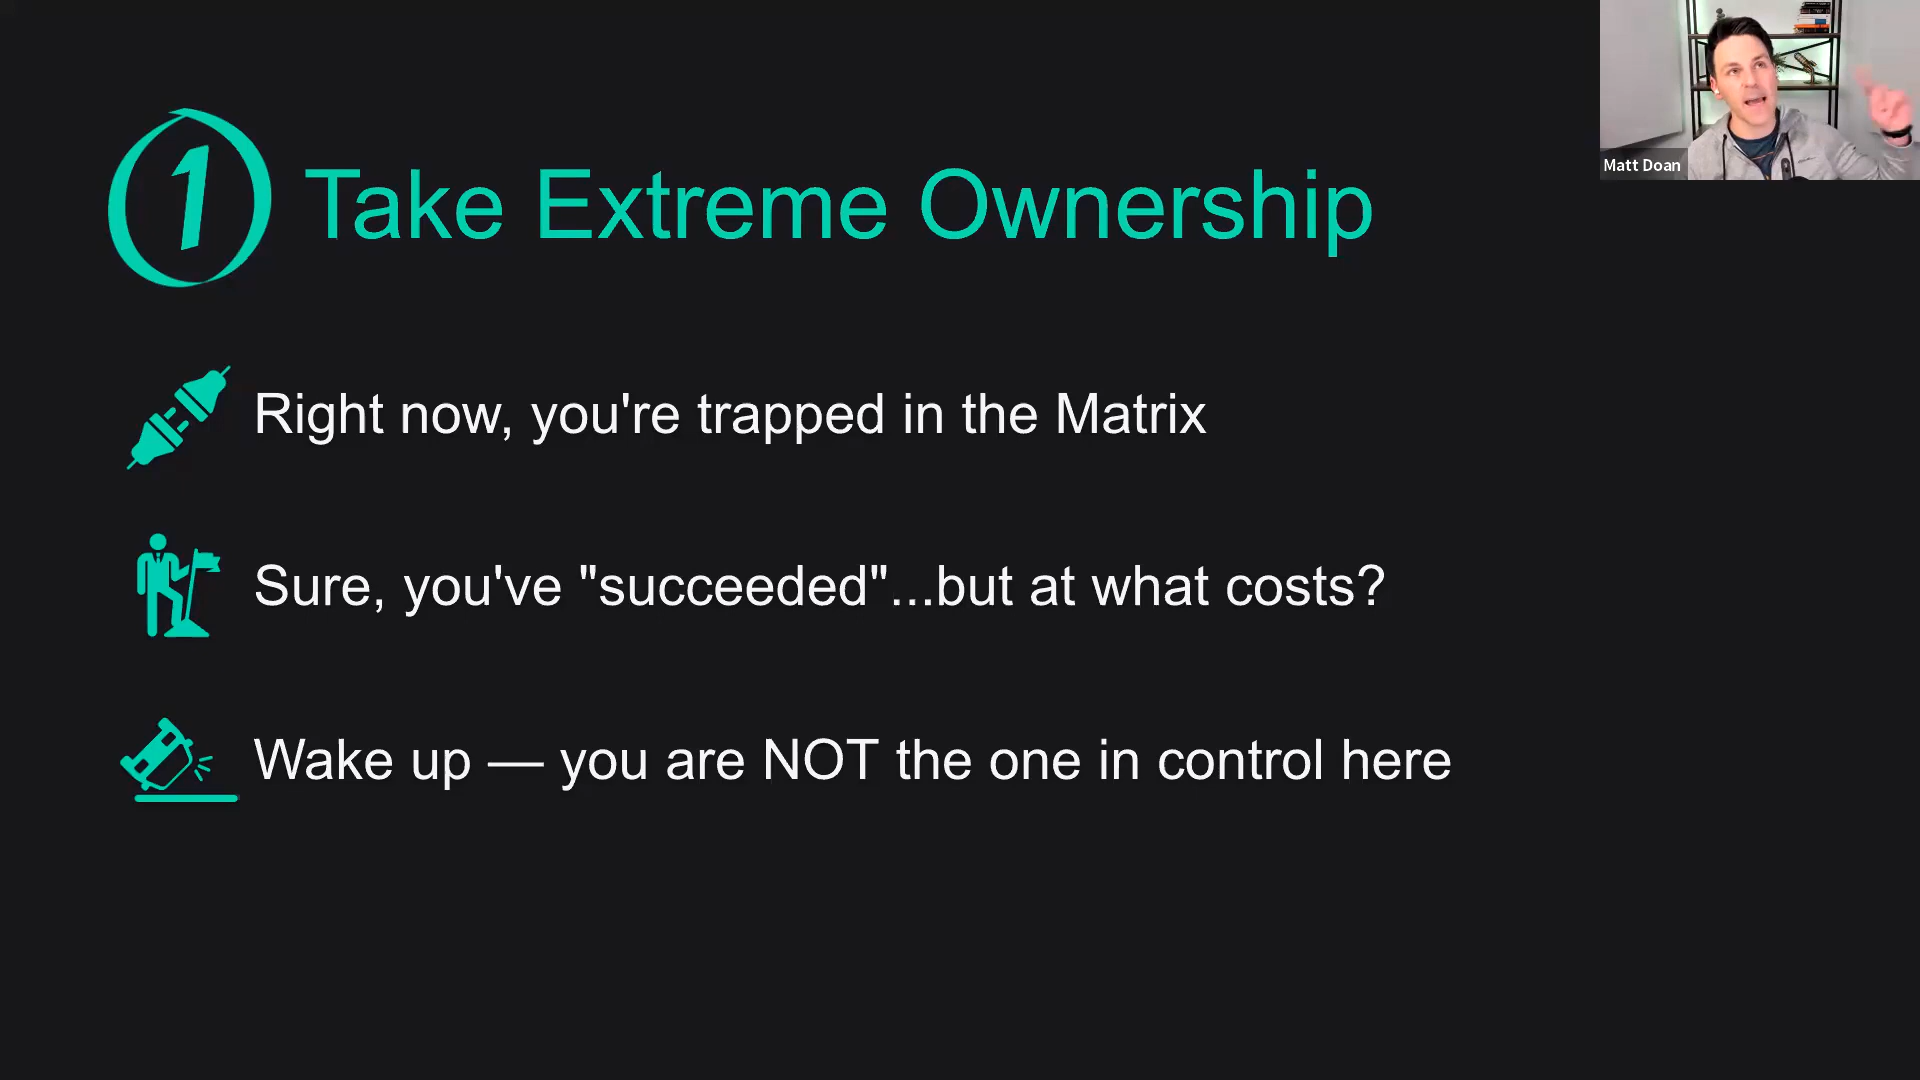 1 Take Extreme Ownership
Right now, you're trapped in the Matrix
Sure, you've "succeeded"...but at what costs?
Wake up — you are NOT the one in control here
Matt Doan